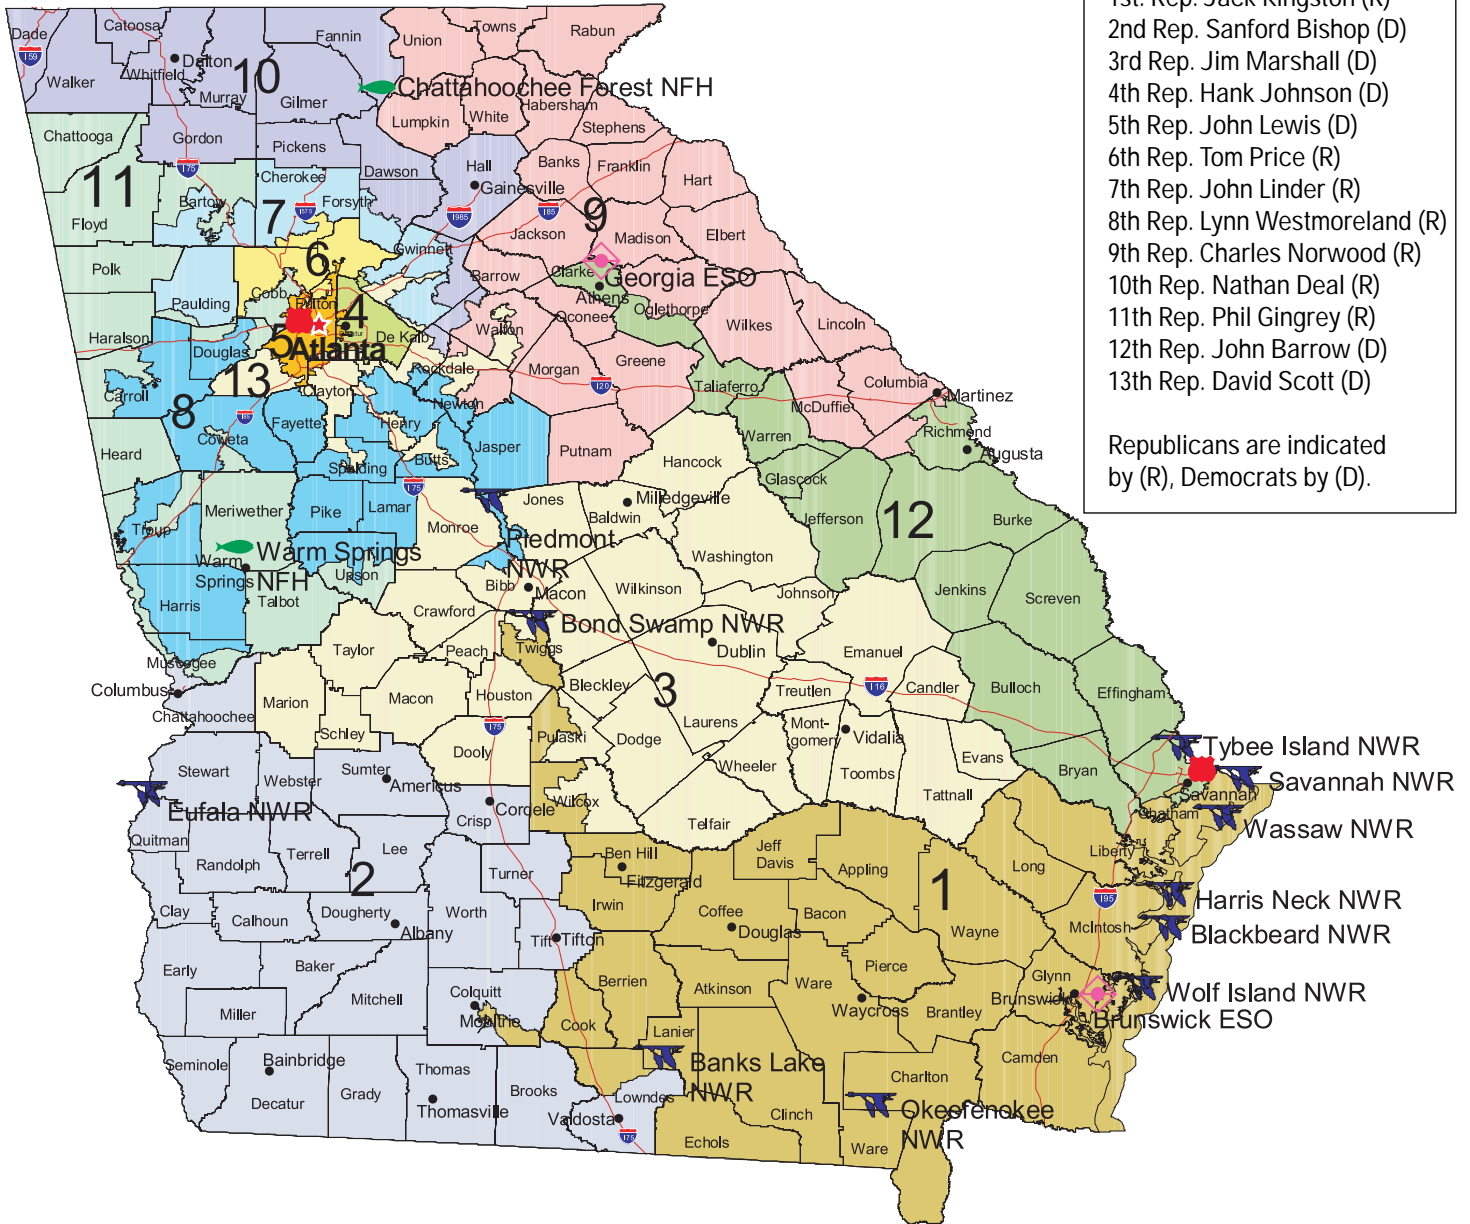 1st. Rep. Jack Kingston (R)
2nd Rep. Sanford Bishop (D)
3rd Rep. Jim Marshall (D)
4th Rep. Hank Johnson (D)
5th Rep. John Lewis (D)
6th Rep. Tom Price (R)
7th Rep. John Linder (R)
8th Rep. Lynn Westmoreland (R)
9th Rep. Charles Norwood (R)
10th Rep. Nathan Deal (R)
11th Rep. Phil Gingrey (R)
12th Rep. John Barrow (D)
13th Rep. David Scott (D)
Republicans are indicated
by (R), Democrats by (D).
Dade
Catoosa
Fannin
Union
Towns
Rabun
I59
Walker
Whitfield
Dalton
10
Murray
Gilmer
Chattahoochee Forest NFH
Habersham
Lumpkin
White
Stephens
Chattooga
Gordon
Pickens
Dawson
Hall
Gainesville
Banks
Franklin
Hart
I75
11
Floyd
Bartow
Cherokee
7
I575
Forsyth
I985
I85
9
Jackson
Madison
Elbert
Polk
6
Gwinnett
Barrow
Clarke
Georgia ESO
Athens
Oconee
Oglethorpe
Paulding
Cobb
Fulton
4
De Kalb
Walton
Wilkes
Lincoln
Haralson
Douglas
5
Atlanta
Rockdale
Morgan
Greene
I20
Taliaferro
Columbia
Martinez
Carroll
13
Clayton
Newton
McDuffie
8
I85
Coweta
Fayette
Henry
Jasper
Putnam
Warren
Richmond
Augusta
Heard
Spalding
Butts
I75
Hancock
Glascock
Troup
Meriwether
Pike
Lamar
Monroe
Jones
Milledgeville
Baldwin
Jefferson
12
Burke
Warm Springs
NFH
Warm
Springs
Upson
Talbot
Harris
Piedmont
NWR
Bibb
Macon
Washington
Wilkinson
Johnson
Jenkins
Screven
Crawford
Bond Swamp NWR
Twiggs
Dublin
Emanuel
Muscogee
Columbus
Chattahoochee
Taylor
Peach
Marion
Macon
Houston
Bleckley
3
Laurens
Treutlen
I16
Candler
Bulloch
Effingham
Schley
Dooly
I75
Pulaski
Dodge
Mont-
gomery
Vidalia
Wheeler
Toombs
Evans
Tattnall
Bryan
Tybee Island NWR
Savannah NWR
Savannah
Chatham
Wassaw NWR
Stewart
Webster
Sumter
Americus
Eufala NWR
Crisp
Cordele
Wilcox
Telfair
Quitman
Randolph
Terrell
Lee
Turner
Ben Hill
Fitzgerald
Jeff
Davis
Appling
Long
Liberty
2
1
I95
Harris Neck NWR
Clay
Calhoun
Dougherty
Albany
Worth
Irwin
Coffee
Douglas
Bacon
Wayne
McIntosh
Blackbeard NWR
Tift
Tifton
Early
Baker
Mitchell
Colquitt
Moultrie
Berrien
Atkinson
Ware
Pierce
Waycross
Brantley
Glynn
Brunswick
Wolf Island NWR
Brunswick ESO
Miller
Cook
Lanier
Camden
Seminole
Bainbridge
Decatur
Grady
Thomas
Thomasville
Brooks
Valdosta
Lowndes
I75
Banks Lake
NWR
Charlton
Clinch
Okeefenokee
NWR
Echols
Ware